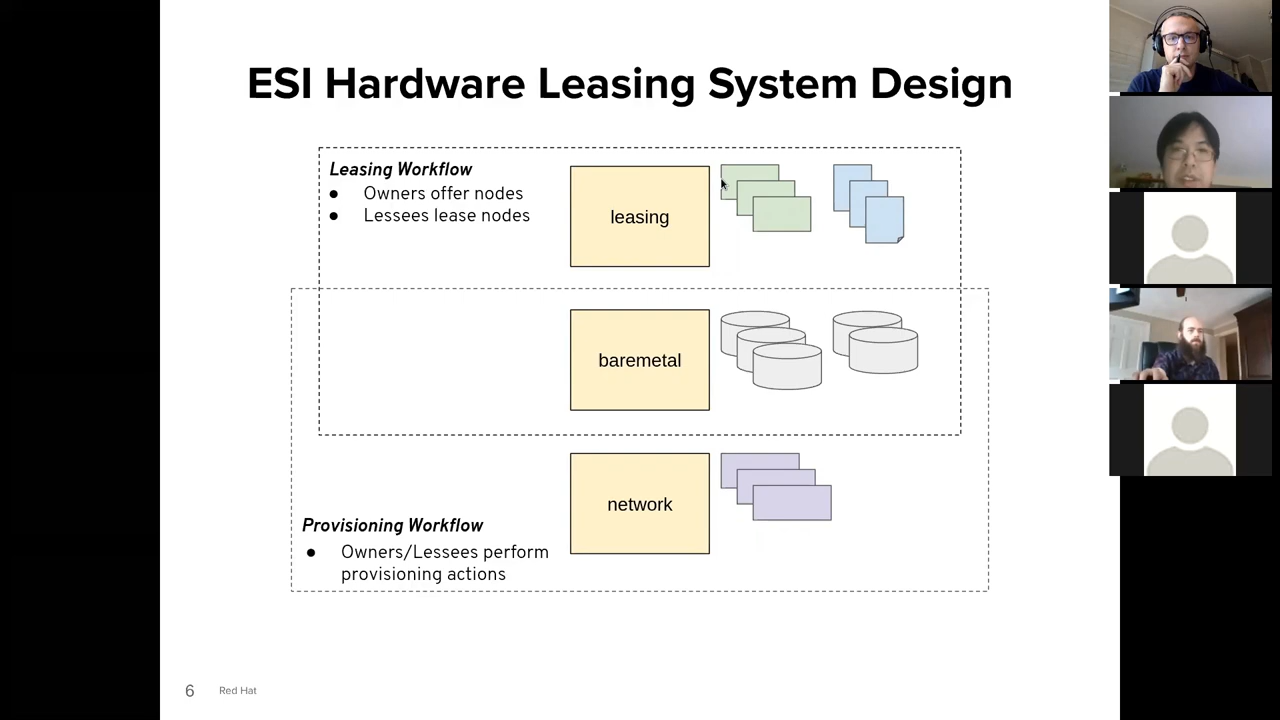 ESI Hardware Leasing System Design
Leasing Workflow
● Owners offer nodes
● Lessees lease nodes
leasing
baremetal
network
Provisioning Workflow
● Owners/Lessees perform
provisioning actions
6
Red Hat